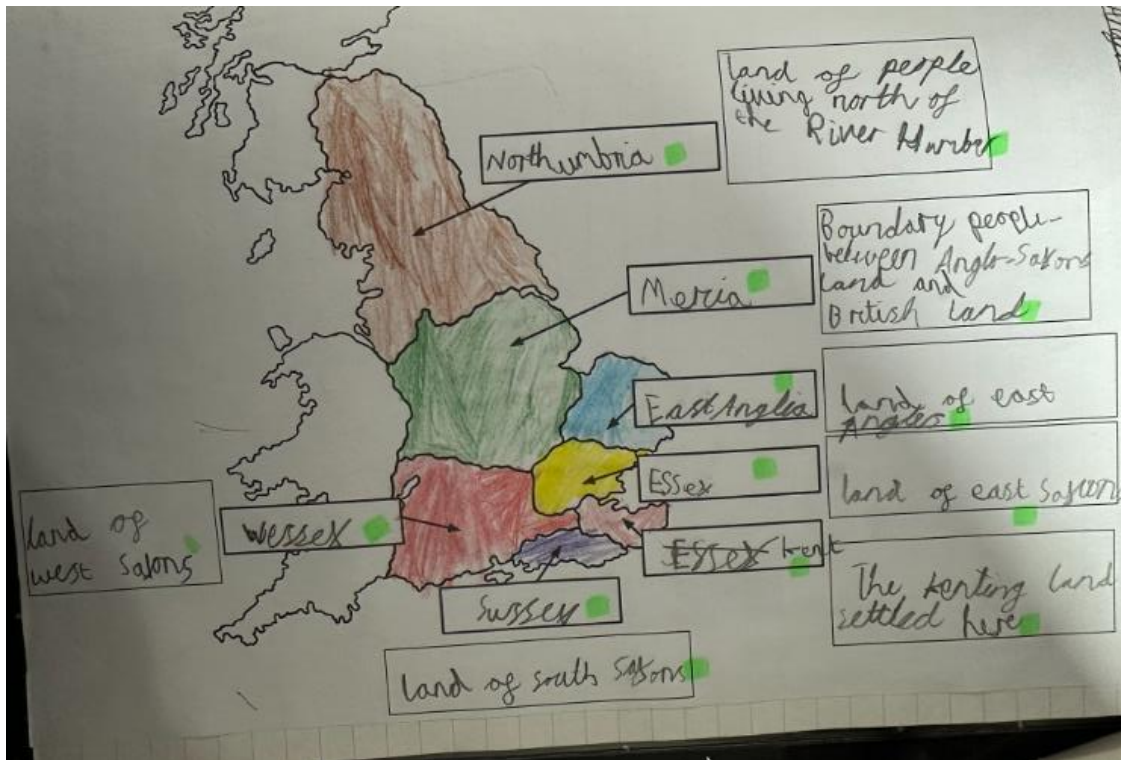 land of people
living north of
the River Humber
Northumbria
Boundary people-
between Anglo-Saxons
land and
British land
Mercia
East Anglia
land of east
Angles
Essex
land of east Saxons
Essex Kent
The Kenting land
settled here
land of
west Saxons
Wessex
Sussex
land of south Saxons